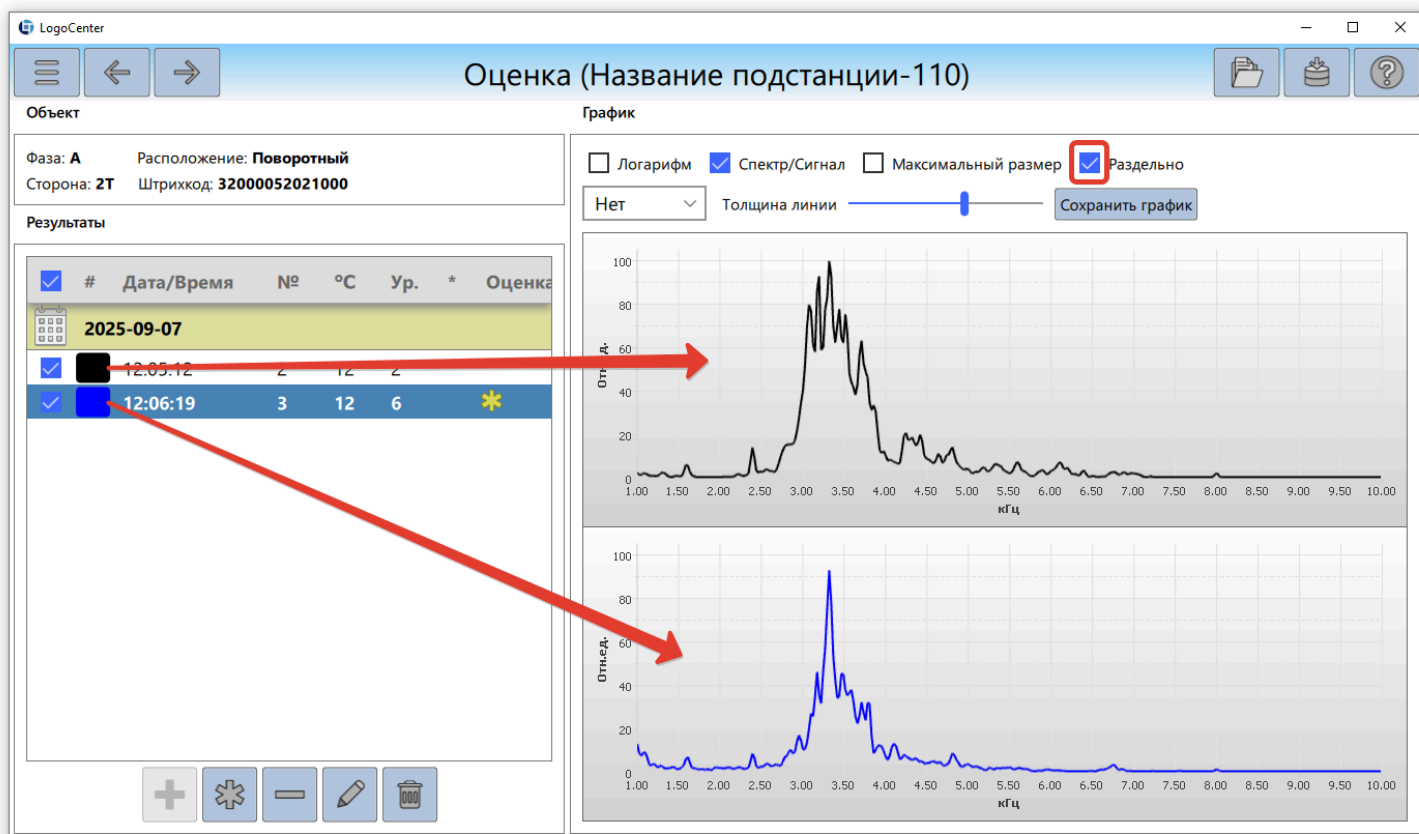 LogoCenter
Оценка (Название подстанции-110)
Объект
Фаза: А Расположение: Поворотный
Сторона: 2Т Штрихкод: 32000052021000
Результаты
# Дата/Время № °C Ур. * Оценка
2025-09-07
12:05:12 2 12 2
12:06:19 3 12 6
График
Логарифм Спектр/Сигнал Максимальный размер Раздельно
Нет Толщина линии Сохранить график
100
80
60
40
20
0
Отн.ед.
1.00 1.50 2.00 2.50 3.00 3.50 4.00 4.50 5.00 5.50 6.00 6.50 7.00 7.50 8.00 8.50 9.00 9.50 10.00
кГц
100
80
60
40
20
0
Отн.ед.
1.00 1.50 2.00 2.50 3.00 3.50 4.00 4.50 5.00 5.50 6.00 6.50 7.00 7.50 8.00 8.50 9.00 9.50 10.00
кГц